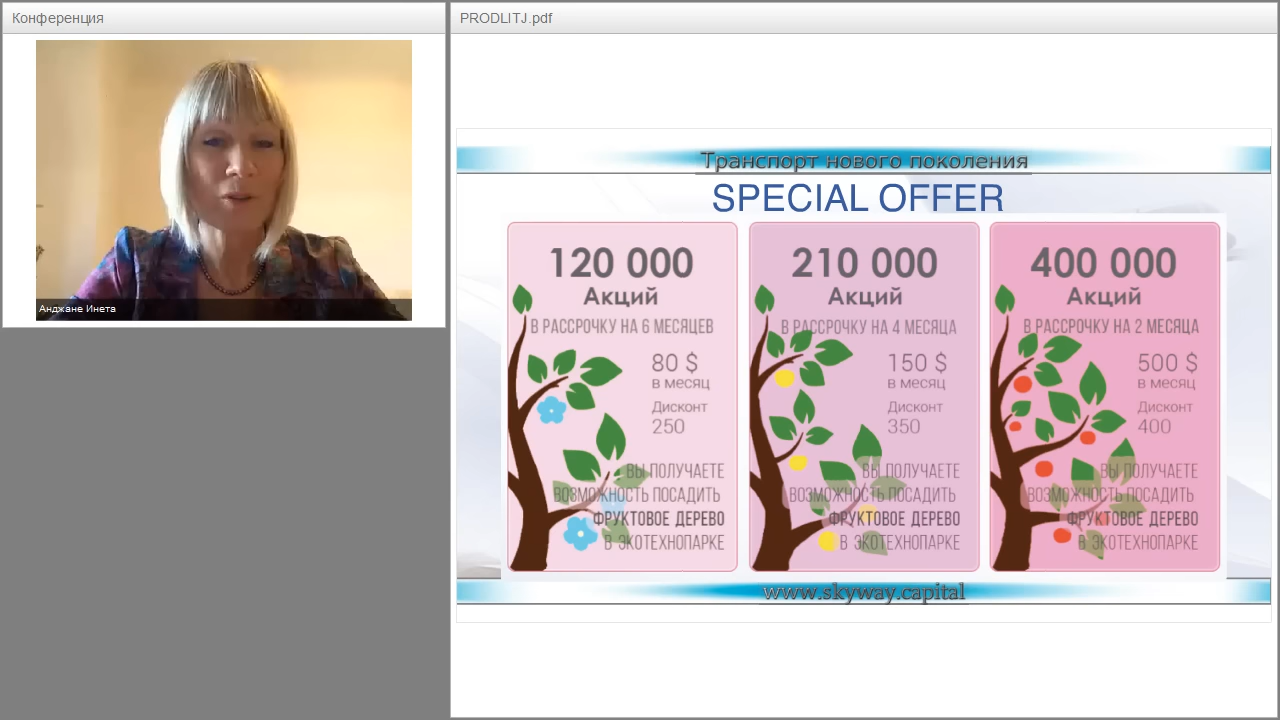 Конференция
Анджане Инета
PRODLITJ.pdf
Транспорт нового поколения
SPECIAL OFFER
120 000
Акций
В РАССРОЧКУ НА 6 МЕСЯЦЕВ
80 $
в месяц
Дисконт
250
ВЫ ПОЛУЧАЕТЕ
ВОЗМОЖНОСТЬ ПОСАДИТЬ
ФРУКТОВОЕ ДЕРЕВО
В ЭКОТЕХНОПАРКЕ
210 000
Акций
В РАССРОЧКУ НА 4 МЕСЯЦА
150 $
в месяц
Дисконт
350
ВЫ ПОЛУЧАЕТЕ
ВОЗМОЖНОСТЬ ПОСАДИТЬ
ФРУКТОВОЕ ДЕРЕВО
В ЭКОТЕХНОПАРКЕ
400 000
Акций
В РАССРОЧКУ НА 2 МЕСЯЦА
500 $
в месяц
Дисконт
400
ВЫ ПОЛУЧАЕТЕ
ВОЗМОЖНОСТЬ ПОСАДИТЬ
ФРУКТОВОЕ ДЕРЕВО
В ЭКОТЕХНОПАРКЕ
www.skyway.capital